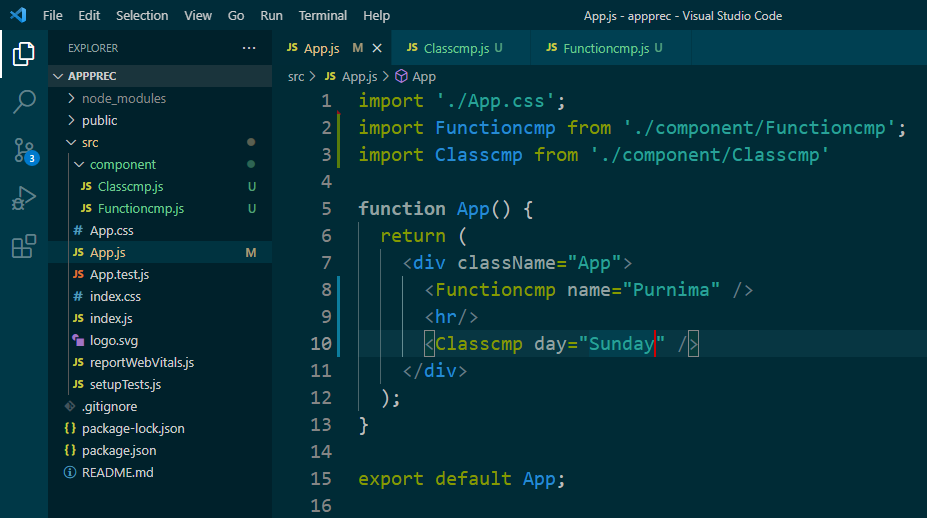 File Edit Selection View Go Run Terminal Help App.js - appprec - Visual Studio Code
EXPLORER ···
JS App.js M × JS Classcmp.js U JS Functioncmp.js U
APPPREC
src > JS App.js > App
node_modules
public
src
component
JS Classcmp.js U
JS Functioncmp.js U
# App.css
JS App.js M
JS App.test.js
# index.css
JS index.js
logo.svg
JS reportWebVitals.js
JS setupTests.js
.gitignore
{} package-lock.json
{} package.json
README.md
3
1 import './App.css';
2 import Functioncmp from './component/Functioncmp';
3 import Classcmp from './component/Classcmp'
4
5 function App() {
6 return (
7 <div className="App">
8 <Functioncmp name="Purnima" />
9 <hr/>
10 <Classcmp day="Sunday" />
11 </div>
12 );
13 }
14
15 export default App;
16